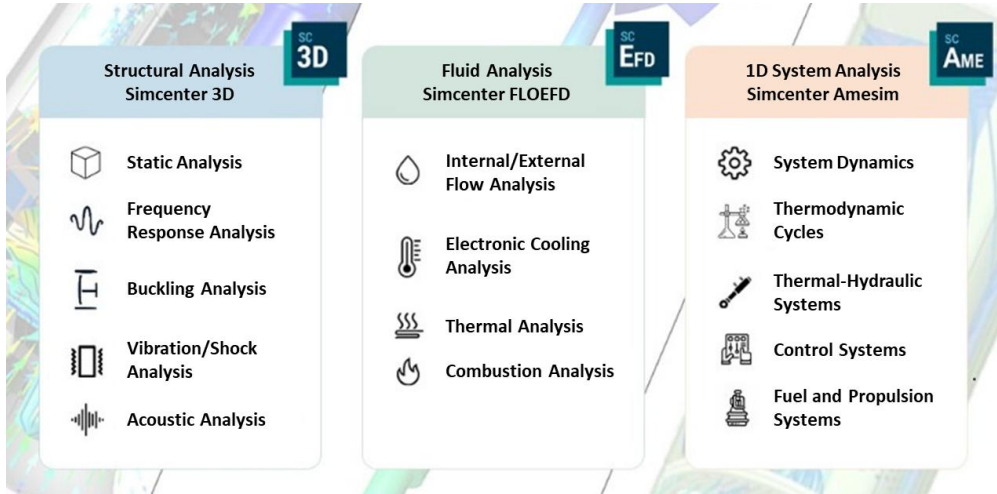 SC
3D
Structural Analysis
Simcenter 3D
Static Analysis
Frequency
Response Analysis
Buckling Analysis
Vibration/Shock
Analysis
Acoustic Analysis
SC
EFD
Fluid Analysis
Simcenter FLOEFD
Internal/External
Flow Analysis
Electronic Cooling
Analysis
Thermal Analysis
Combustion Analysis
SC
AME
1D System Analysis
Simcenter Amesim
System Dynamics
Thermodynamic
Cycles
Thermal-Hydraulic
Systems
Control Systems
Fuel and Propulsion
Systems